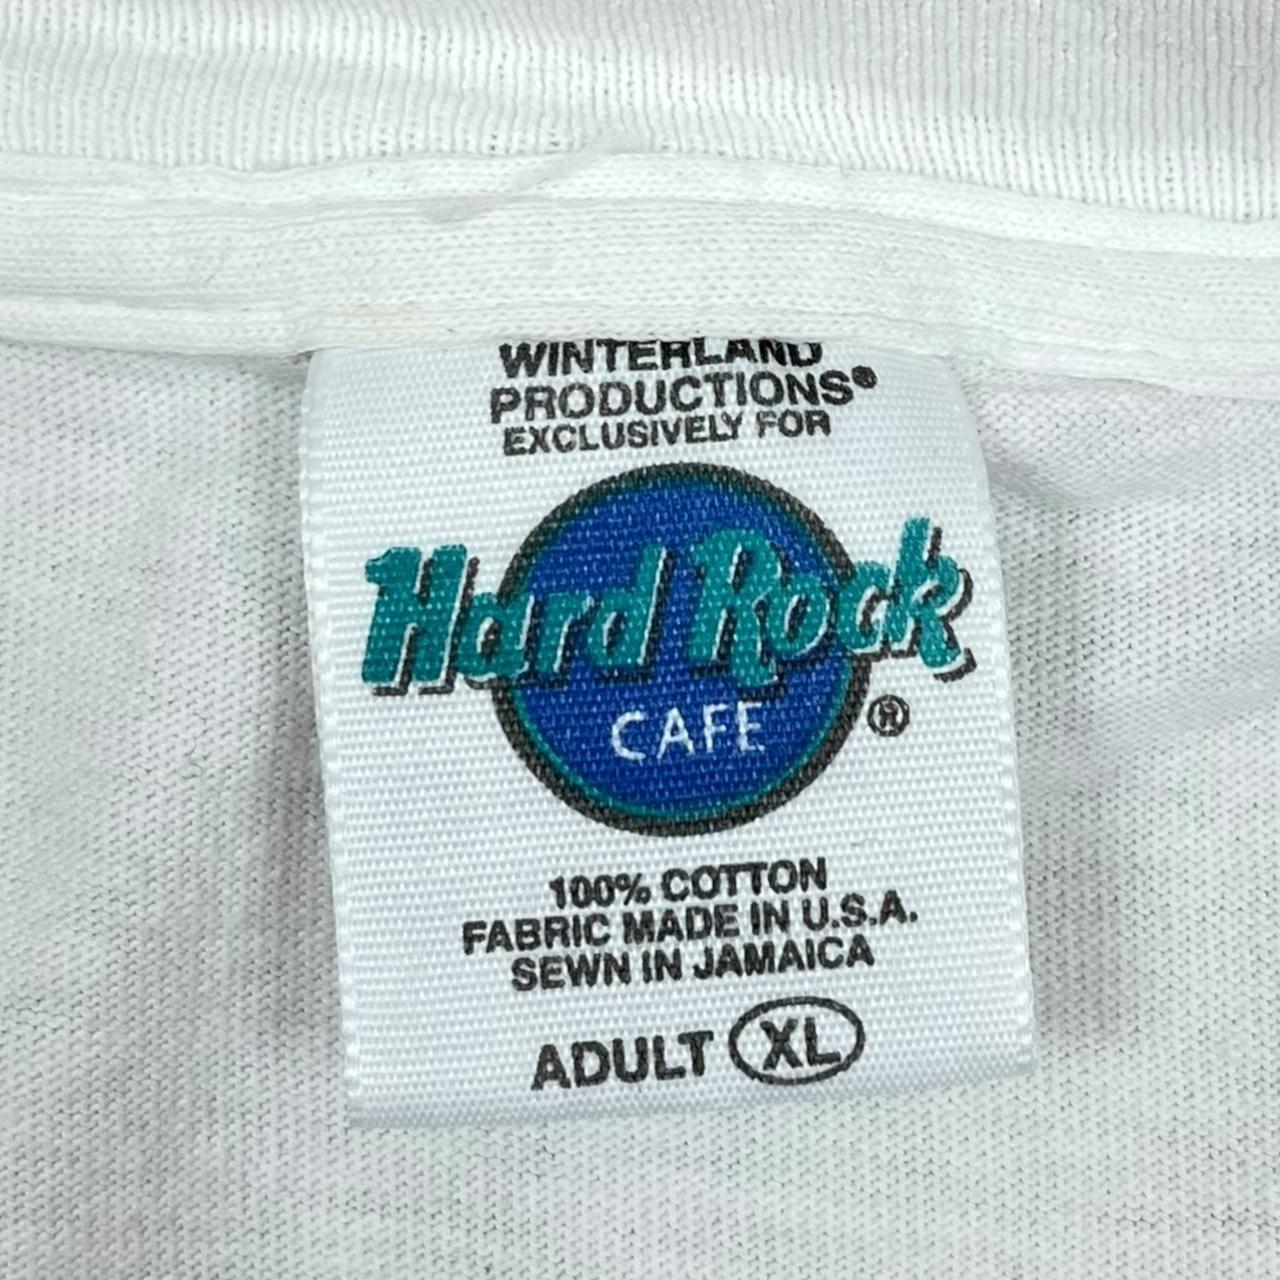 WINTERLAND
PRODUCTIONS®
EXCLUSIVELY FOR
Hard Rock
CAFE
®
100% COTTON
FABRIC MADE IN U.S.A.
SEWN IN JAMAICA
ADULT XL